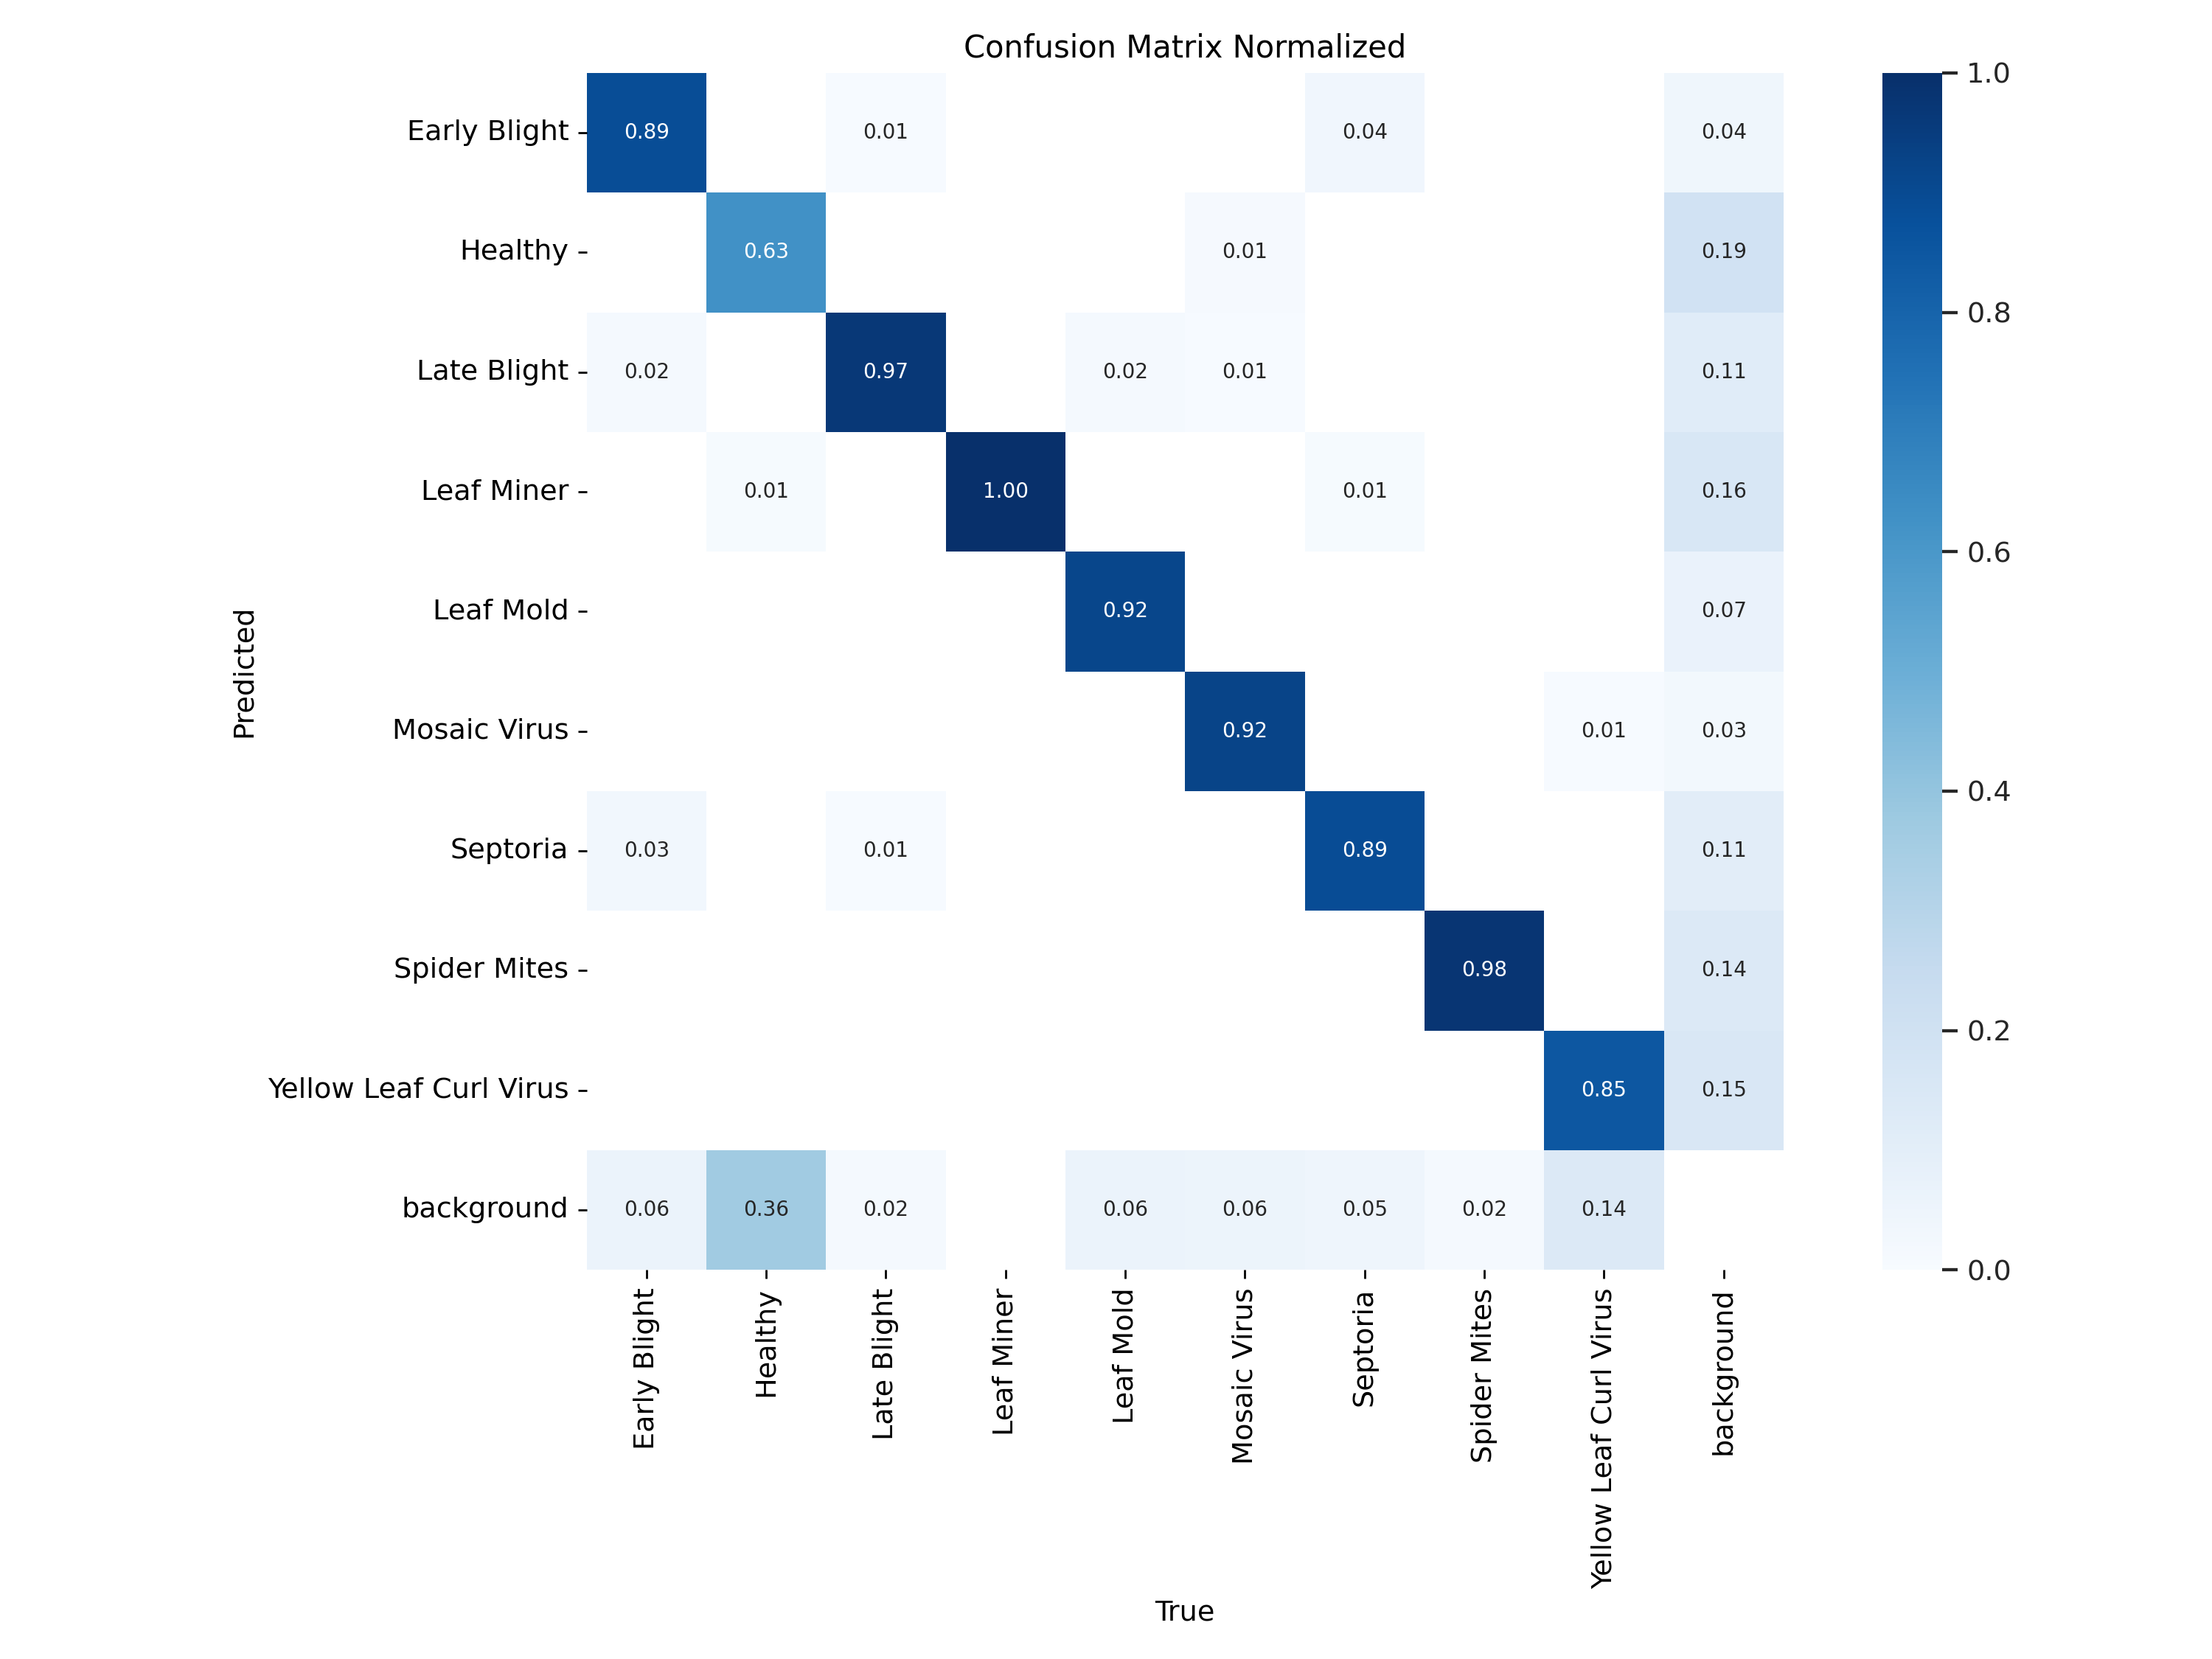 Confusion Matrix Normalized
Early Blight 0.89 0.01 0.04 0.04
Healthy 0.63 0.01 0.19
Late Blight 0.02 0.97 0.02 0.01 0.11
Leaf Miner 0.01 1.00 0.01 0.16
Leaf Mold 0.92 0.07
Mosaic Virus 0.92 0.01 0.03
Septoria 0.03 0.01 0.89 0.11
Spider Mites 0.98 0.14
Yellow Leaf Curl Virus 0.85 0.15
background 0.06 0.36 0.02 0.06 0.06 0.05 0.02 0.14
Predicted
Early Blight
Healthy
Late Blight
Leaf Miner
Leaf Mold
Mosaic Virus
Septoria
Spider Mites
Yellow Leaf Curl Virus
background
True
1.0
0.8
0.6
0.4
0.2
0.0